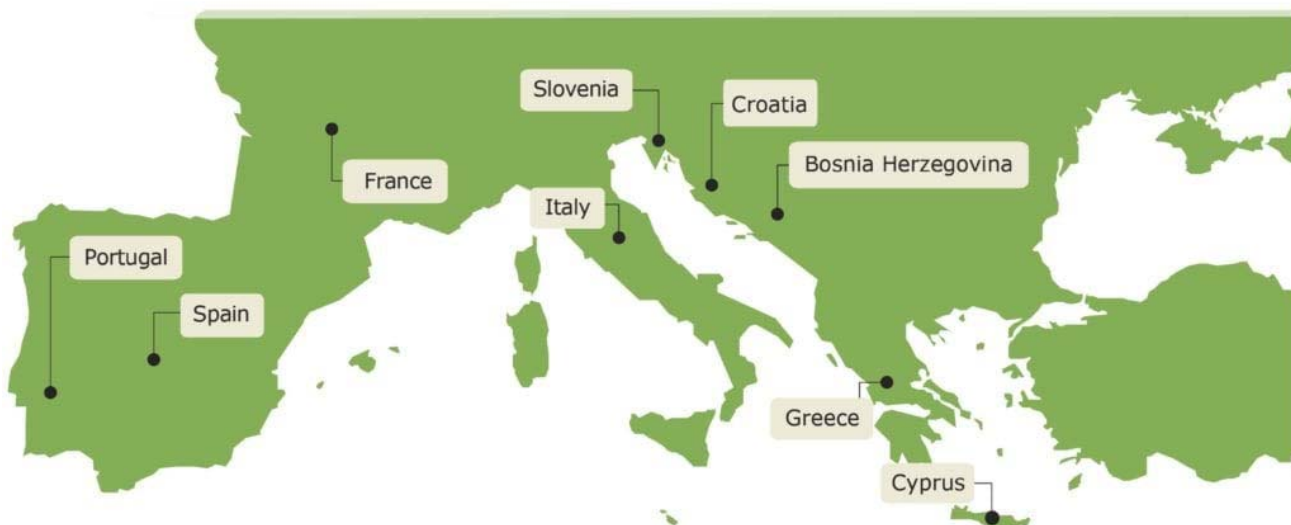 Slovenia
Croatia
Bosnia Herzegovina
France
Italy
Portugal
Spain
Greece
Cyprus